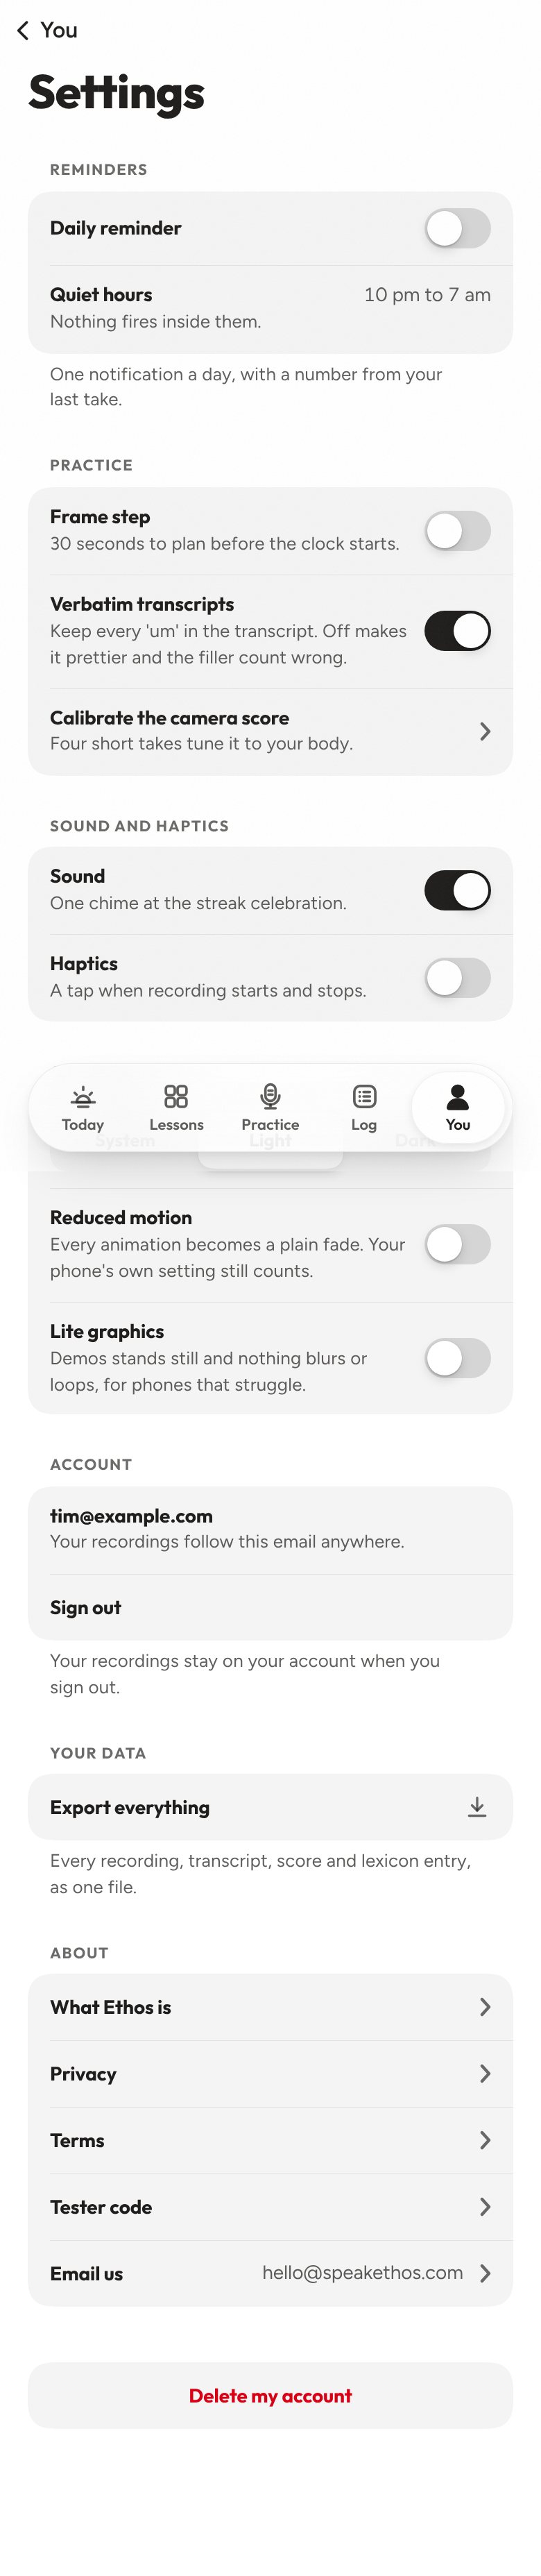 You
Settings
REMINDERS
Daily reminder
Quiet hours
10 pm to 7 am
Nothing fires inside them.
One notification a day, with a number from your
last take.
PRACTICE
Frame step
30 seconds to plan before the clock starts.
Verbatim transcripts
Keep every 'um' in the transcript. Off makes
it prettier and the filler count wrong.
Calibrate the camera score
Four short takes tune it to your body.
SOUND AND HAPTICS
Sound
One chime at the streak celebration.
Haptics
A tap when recording starts and stops.
Today
Lessons
Practice
Log
You
System
Light
Dark
Reduced motion
Every animation becomes a plain fade. Your
phone's own setting still counts.
Lite graphics
Demos stands still and nothing blurs or
loops, for phones that struggle.
ACCOUNT
tim@example.com
Your recordings follow this email anywhere.
Sign out
Your recordings stay on your account when you
sign out.
YOUR DATA
Export everything
Every recording, transcript, score and lexicon entry,
as one file.
ABOUT
What Ethos is
Privacy
Terms
Tester code
Email us
hello@speakethos.com
Delete my account